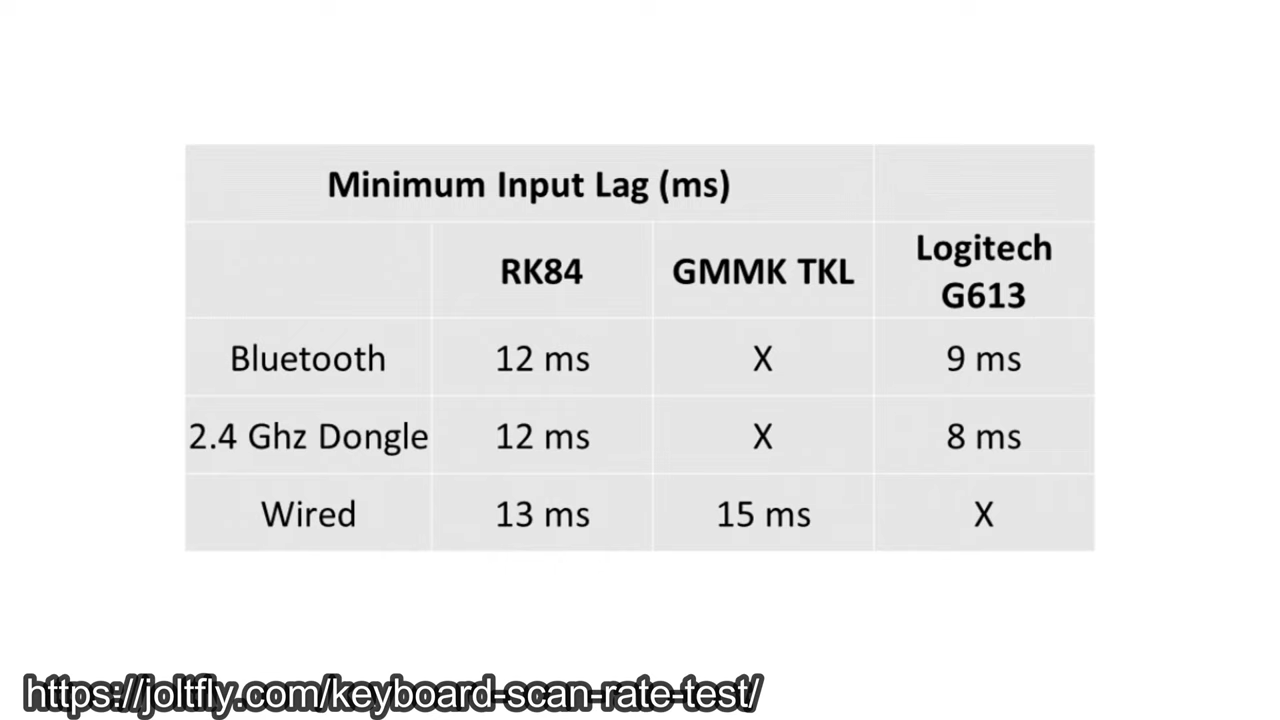 Minimum Input Lag (ms)
RK84 GMMK TKL Logitech G613
Bluetooth 12 ms X 9 ms
2.4 Ghz Dongle 12 ms X 8 ms
Wired 13 ms 15 ms X
https://joltfly.com/keyboard-scan-rate-test/